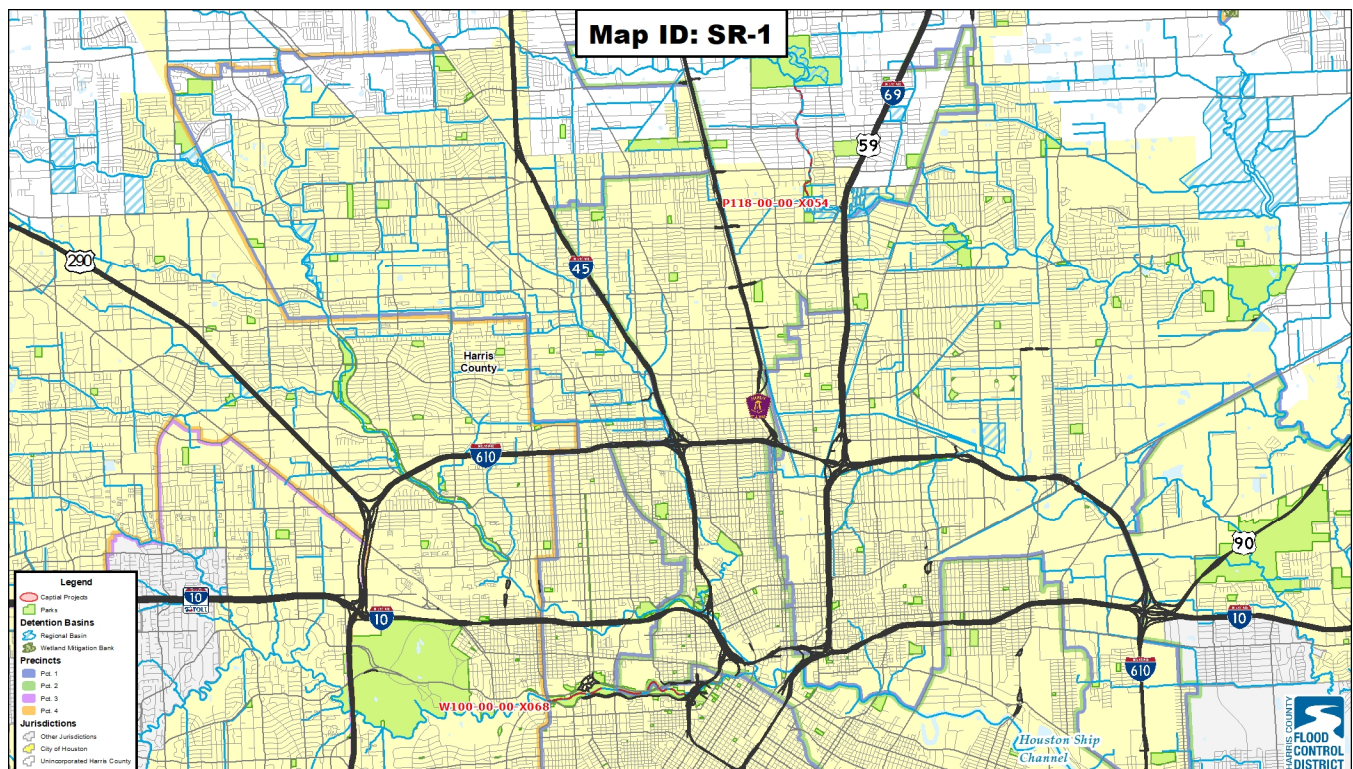 Map ID: SR-1
69
59
P118-00-00-X054
290
45
Harris
County
610
90
10
TOLL
10
10
610
W100-00-00-X068
Houston Ship
Channel
Legend
Captial Projects
Parks
Detention Basins
Regional Basin
Wetland Mitigation Bank
Precincts
Pct. 1
Pct. 2
Pct. 3
Pct. 4
Jurisdictions
Other Jurisdictions
City of Houston
Unincorporated Harris County
HARRIS COUNTY
FLOOD
CONTROL
DISTRICT